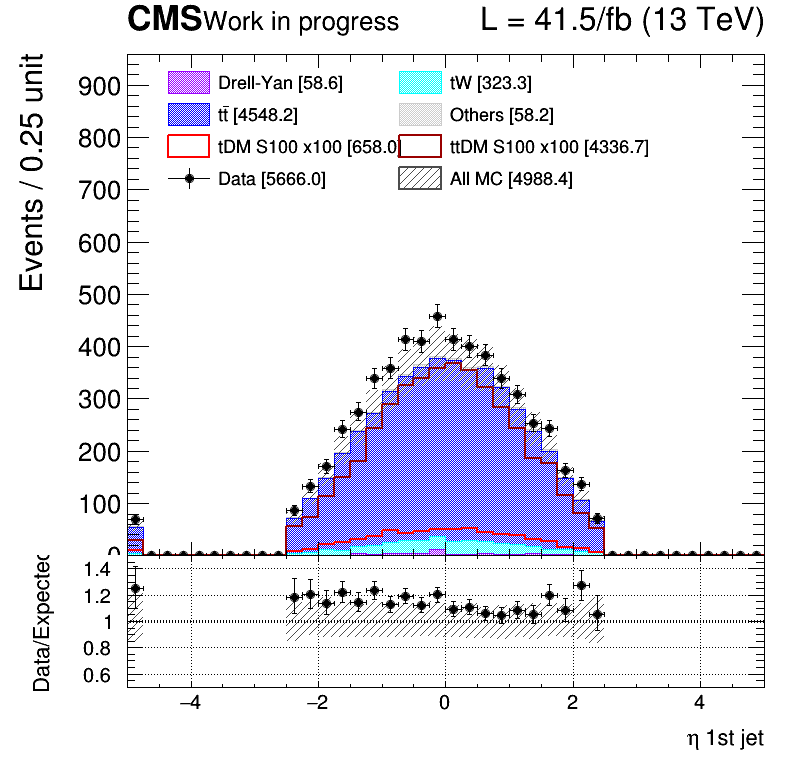 CMS Work in progress L = 41.5/fb (13 TeV)
Events / 0.25 unit
900
800
700
600
500
400
300
200
100
0
Drell-Yan [58.6] tW [323.3]
tt̄ [4548.2] Others [58.2]
tDM S100 x100 [658.0] ttDM S100 x100 [4336.7]
Data [5666.0] All MC [4988.4]
Data/Expected
1.4
1.2
1
0.8
0.6
−4 −2 0 2 4
η 1st jet